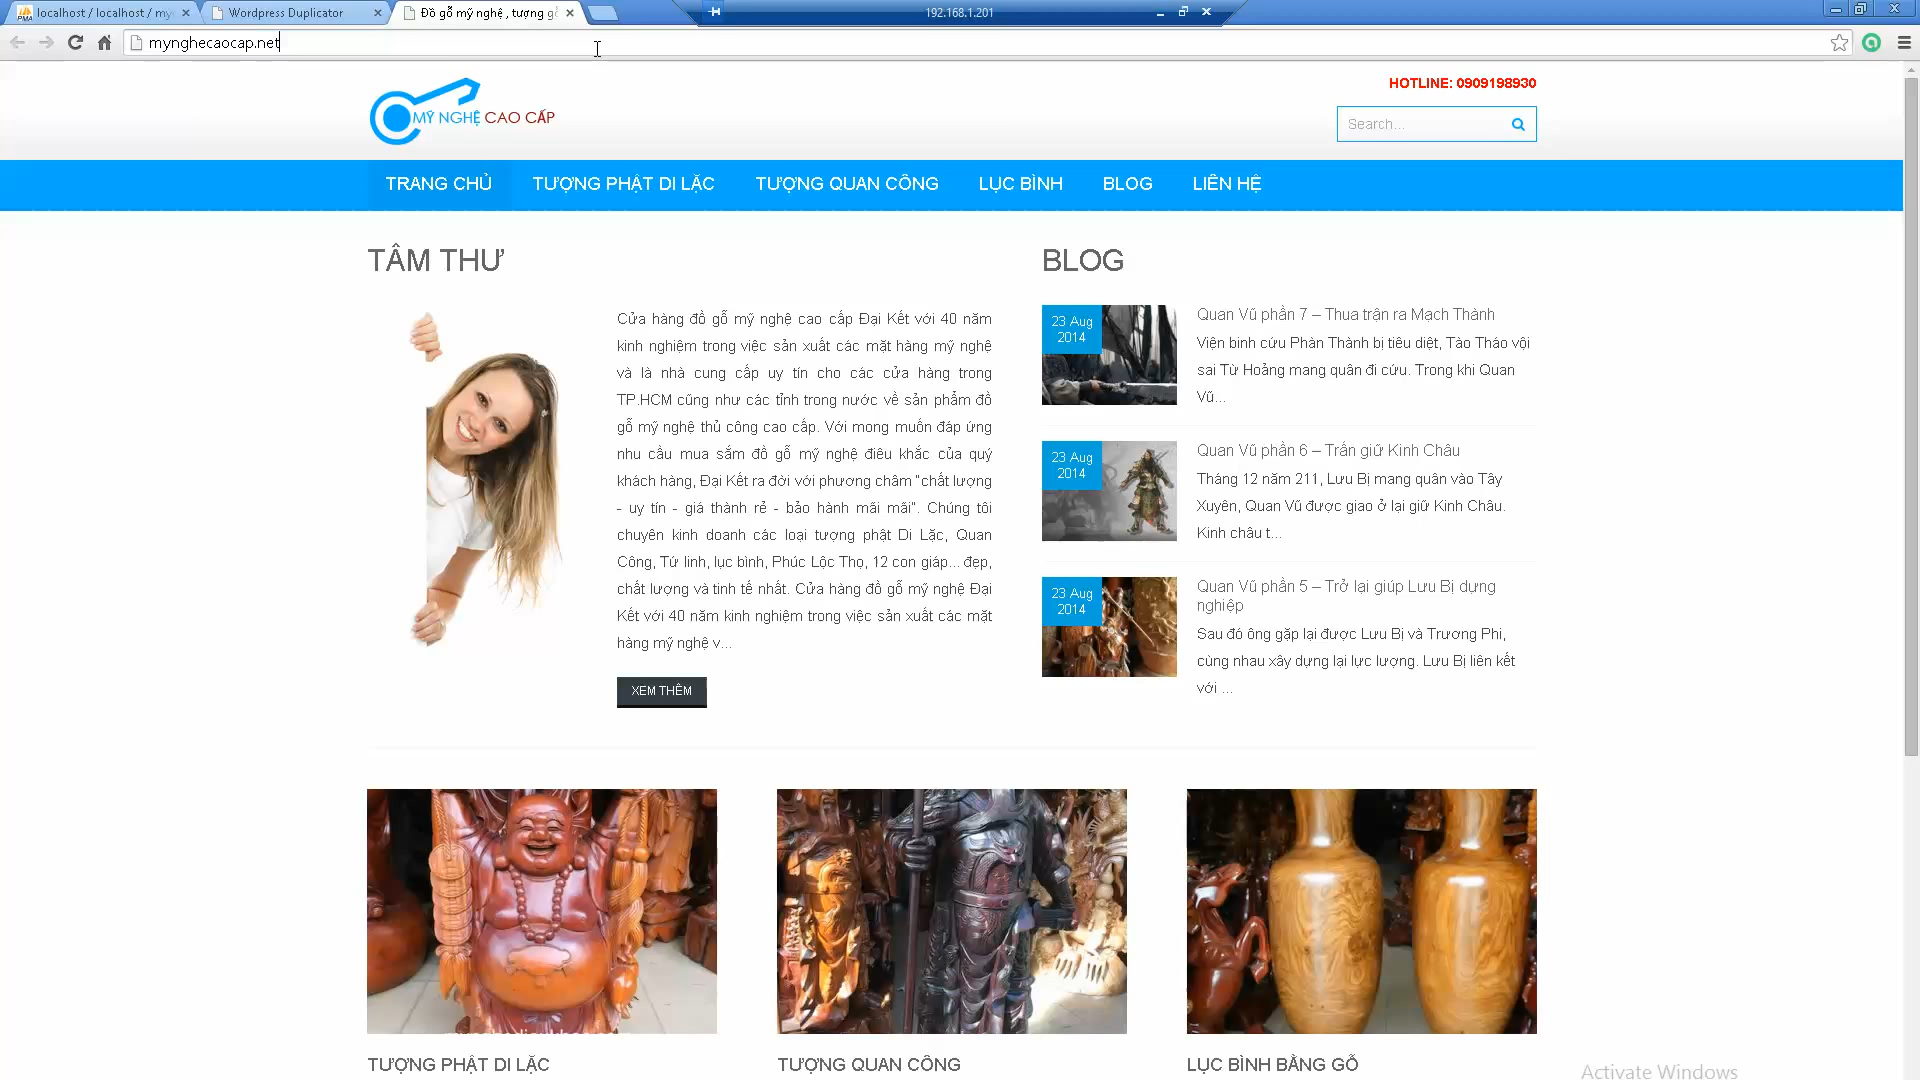 localhost / localhost / my
Wordpress Duplicator
Đồ gỗ mỹ nghệ , tượng g
192.168.1.201
mynghecaocap.net
HOTLINE: 0909198930
MỸ NGHỆ CAO CẤP
Search...
TRANG CHỦ
TƯỢNG PHẬT DI LẶC
TƯỢNG QUAN CÔNG
LỤC BÌNH
BLOG
LIÊN HỆ
TÂM THƯ
Cửa hàng đồ gỗ mỹ nghệ cao cấp Đại Kết với 40 năm
kinh nghiệm trong việc sản xuất các mặt hàng mỹ nghệ
và là nhà cung cấp uy tín cho các cửa hàng trong
TP.HCM cũng như các tỉnh trong nước về sản phẩm đồ
gỗ mỹ nghệ thủ công cao cấp. Với mong muốn đáp ứng
nhu cầu mua sắm đồ gỗ mỹ nghệ điêu khắc của quý
khách hàng, Đại Kết ra đời với phương châm "chất lượng
- uy tín - giá thành rẻ - bảo hành mãi mãi". Chúng tôi
chuyên kinh doanh các loại tượng phật Di Lặc, Quan
Công, Tứ linh, lục bình, Phúc Lộc Thọ, 12 con giáp... đẹp,
chất lượng và tinh tế nhất. Cửa hàng đồ gỗ mỹ nghệ Đại
Kết với 40 năm kinh nghiệm trong việc sản xuất các mặt
hàng mỹ nghệ v...
XEM THÊM
BLOG
23 Aug
2014
Quan Vũ phần 7 – Thua trận ra Mạch Thành
Viện binh cứu Phàn Thành bị tiêu diệt, Tào Tháo vội
sai Từ Hoảng mang quân đi cứu. Trong khi Quan
Vũ...
23 Aug
2014
Quan Vũ phần 6 – Trấn giữ Kinh Châu
Tháng 12 năm 211, Lưu Bị mang quân vào Tây
Xuyên, Quan Vũ được giao ở lại giữ Kinh Châu.
Kinh châu t...
23 Aug
2014
Quan Vũ phần 5 – Trở lại giúp Lưu Bị dựng
nghiệp
Sau đó ông gặp lại được Lưu Bị và Trương Phi,
cùng nhau xây dựng lại lực lượng. Lưu Bị liên kết
với ...
TƯỢNG PHẬT DI LẶC
TƯỢNG QUAN CÔNG
LỤC BÌNH BẰNG GỖ
Activate Windows